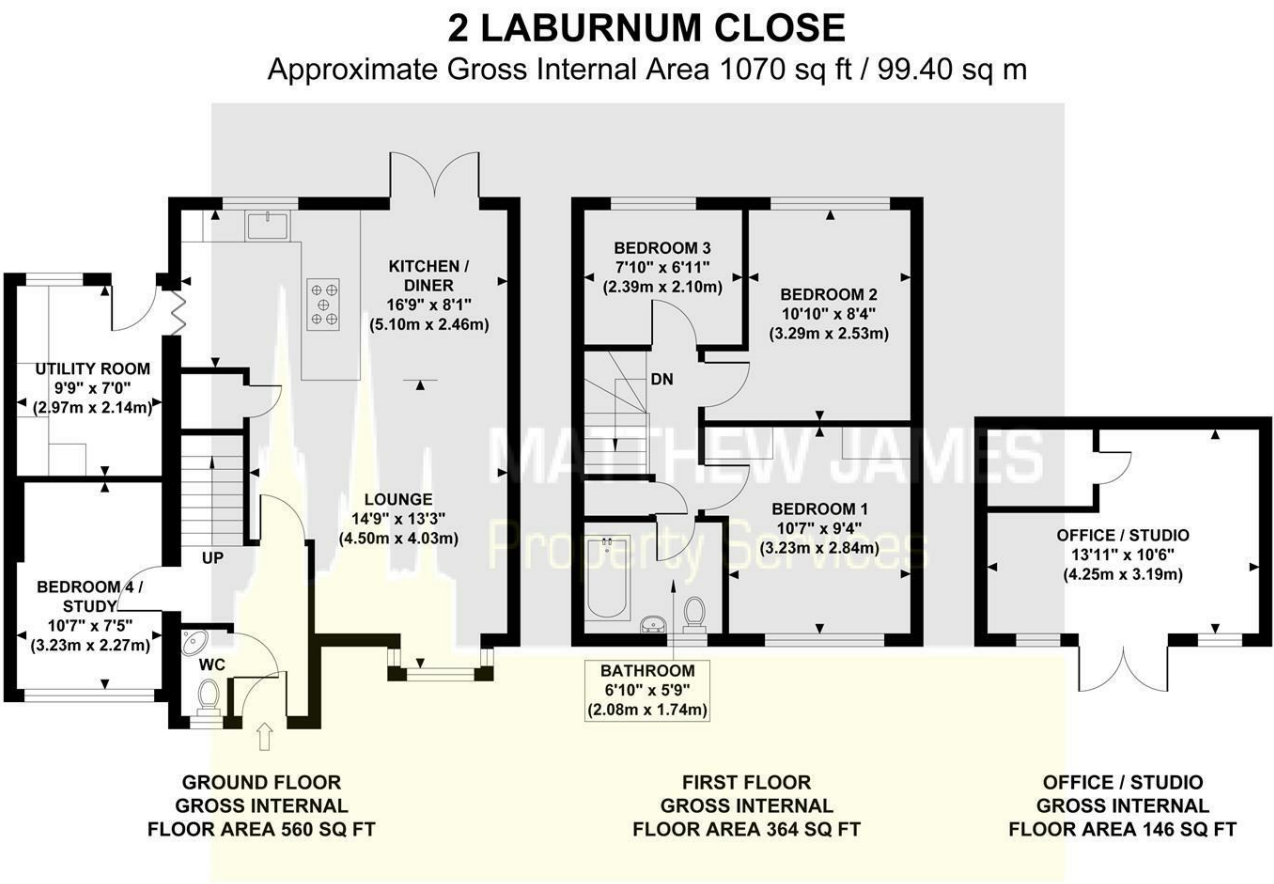 2 LABURNUM CLOSE
Approximate Gross Internal Area 1070 sq ft / 99.40 sq m
KITCHEN /
DINER
16'9" x 8'1"
(5.10m x 2.46m)
UTILITY ROOM
9'9" x 7'0"
(2.97m x 2.14m)
LOUNGE
14'9" x 13'3"
(4.50m x 4.03m)
UP
BEDROOM 4 /
STUDY
10'7" x 7'5"
(3.23m x 2.27m)
WC
BEDROOM 3
7'10" x 6'11"
(2.39m x 2.10m)
BEDROOM 2
10'10" x 8'4"
(3.29m x 2.53m)
DN
MATTHEW JAMES
Property Services
BEDROOM 1
10'7" x 9'4"
(3.23m x 2.84m)
BATHROOM
6'10" x 5'9"
(2.08m x 1.74m)
OFFICE / STUDIO
13'11" x 10'6"
(4.25m x 3.19m)
GROUND FLOOR
GROSS INTERNAL
FLOOR AREA 560 SQ FT
FIRST FLOOR
GROSS INTERNAL
FLOOR AREA 364 SQ FT
OFFICE / STUDIO
GROSS INTERNAL
FLOOR AREA 146 SQ FT